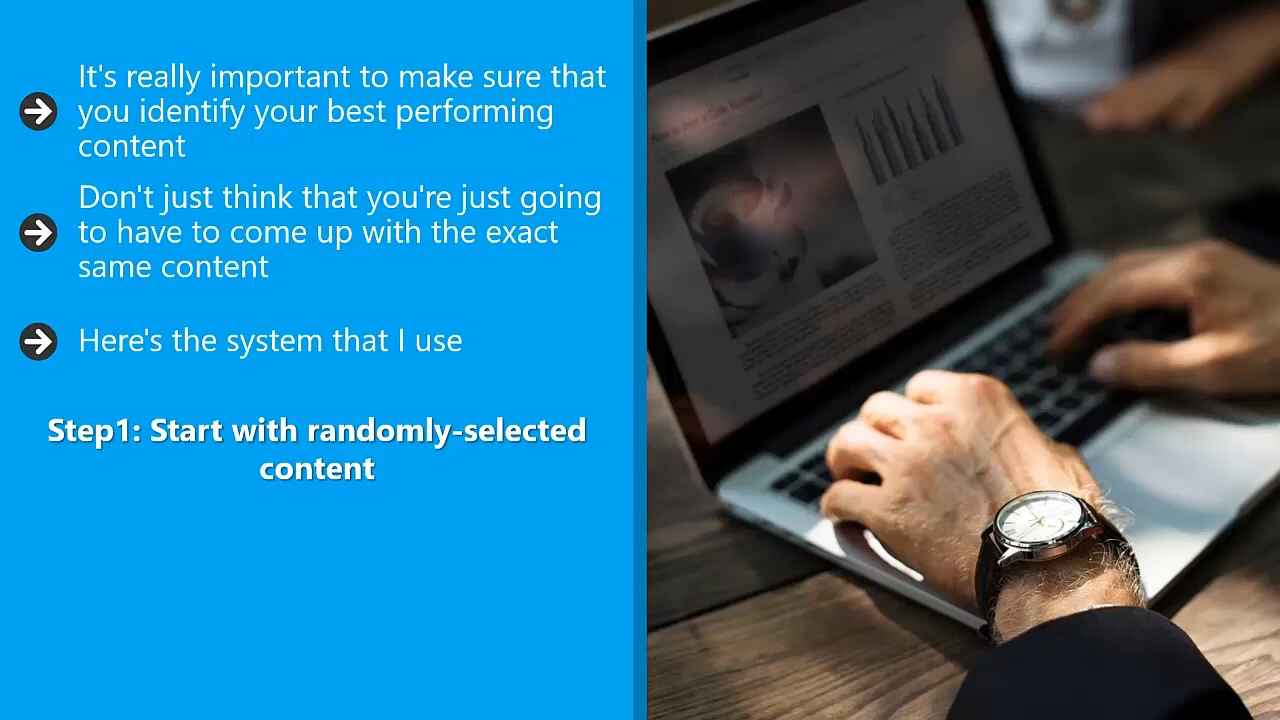 It's really important to make sure that
you identify your best performing
content
Don't just think that you're just going
to have to come up with the exact
same content
Here's the system that I use
Step1: Start with randomly-selected
content